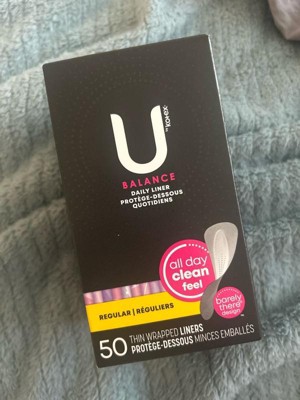 U
by KOTEX
BALANCE
DAILY LINER
PROTÈGE-DESSOUS
QUOTIDIENS
all day
clean
feel
barely
there
design
REGULAR | RÉGULIERS
50 THIN WRAPPED LINERS
PROTÈGE-DESSOUS MINCES EMBALLÉS